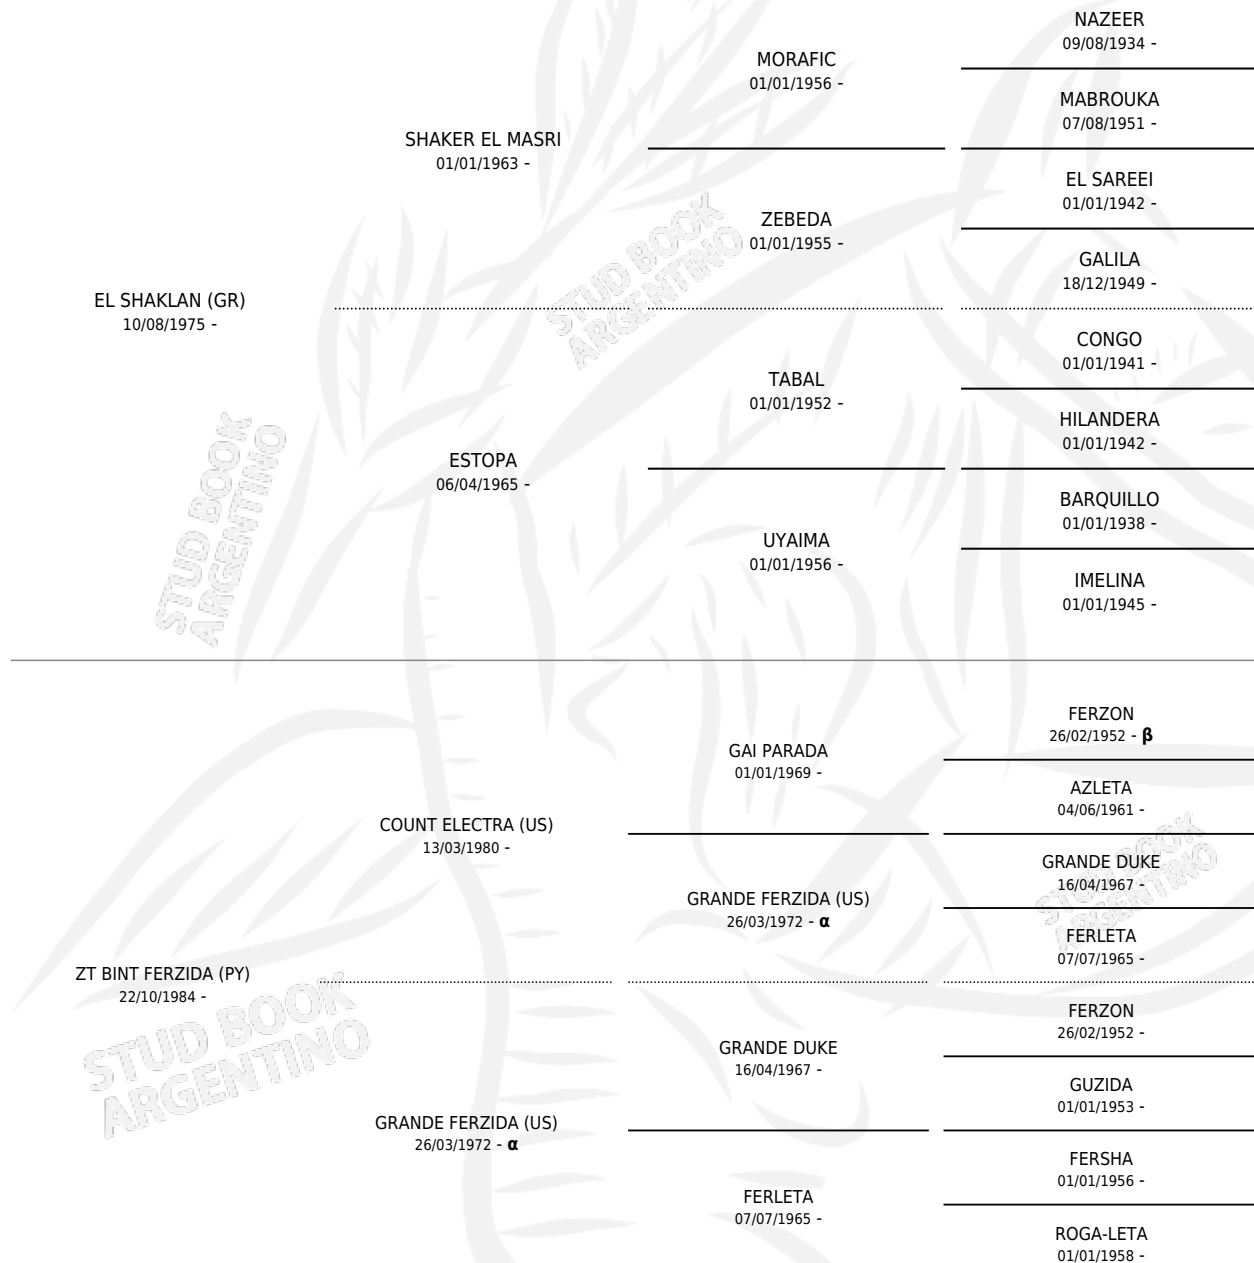 NAZEER
09/08/1934 -
MORAFIC
01/01/1956 -
MABROUKA
07/08/1951 -
SHAKER EL MASRI
01/01/1963 -
EL SAREEI
01/01/1942 -
ZEBEDA
01/01/1955 -
GALILA
18/12/1949 -
EL SHAKLAN (GR)
10/08/1975 -
CONGO
01/01/1941 -
TABAL
01/01/1952 -
HILANDERA
01/01/1942 -
ESTOPA
06/04/1965 -
BARQUILLO
01/01/1938 -
UYAIMA
01/01/1956 -
IMELINA
01/01/1945 -
STUD BOOK
ARGENTINO
STUD BOOK
ARGENTINO
FERZON
26/02/1952 - β
GAI PARADA
01/01/1969 -
AZLETA
04/06/1961 -
COUNT ELECTRA (US)
13/03/1980 -
GRANDE DUKE
16/04/1967 -
GRANDE FERZIDA (US)
26/03/1972 - α
FERLETA
07/07/1965 -
ZT BINT FERZIDA (PY)
22/10/1984 -
FERZON
26/02/1952 -
GRANDE DUKE
16/04/1967 -
GUZIDA
01/01/1953 -
GRANDE FERZIDA (US)
26/03/1972 - α
FERSHA
01/01/1956 -
FERLETA
07/07/1965 -
ROGA-LETA
01/01/1958 -
STUD BOOK
ARGENTINO
STUD BOOK
ARGENTINO